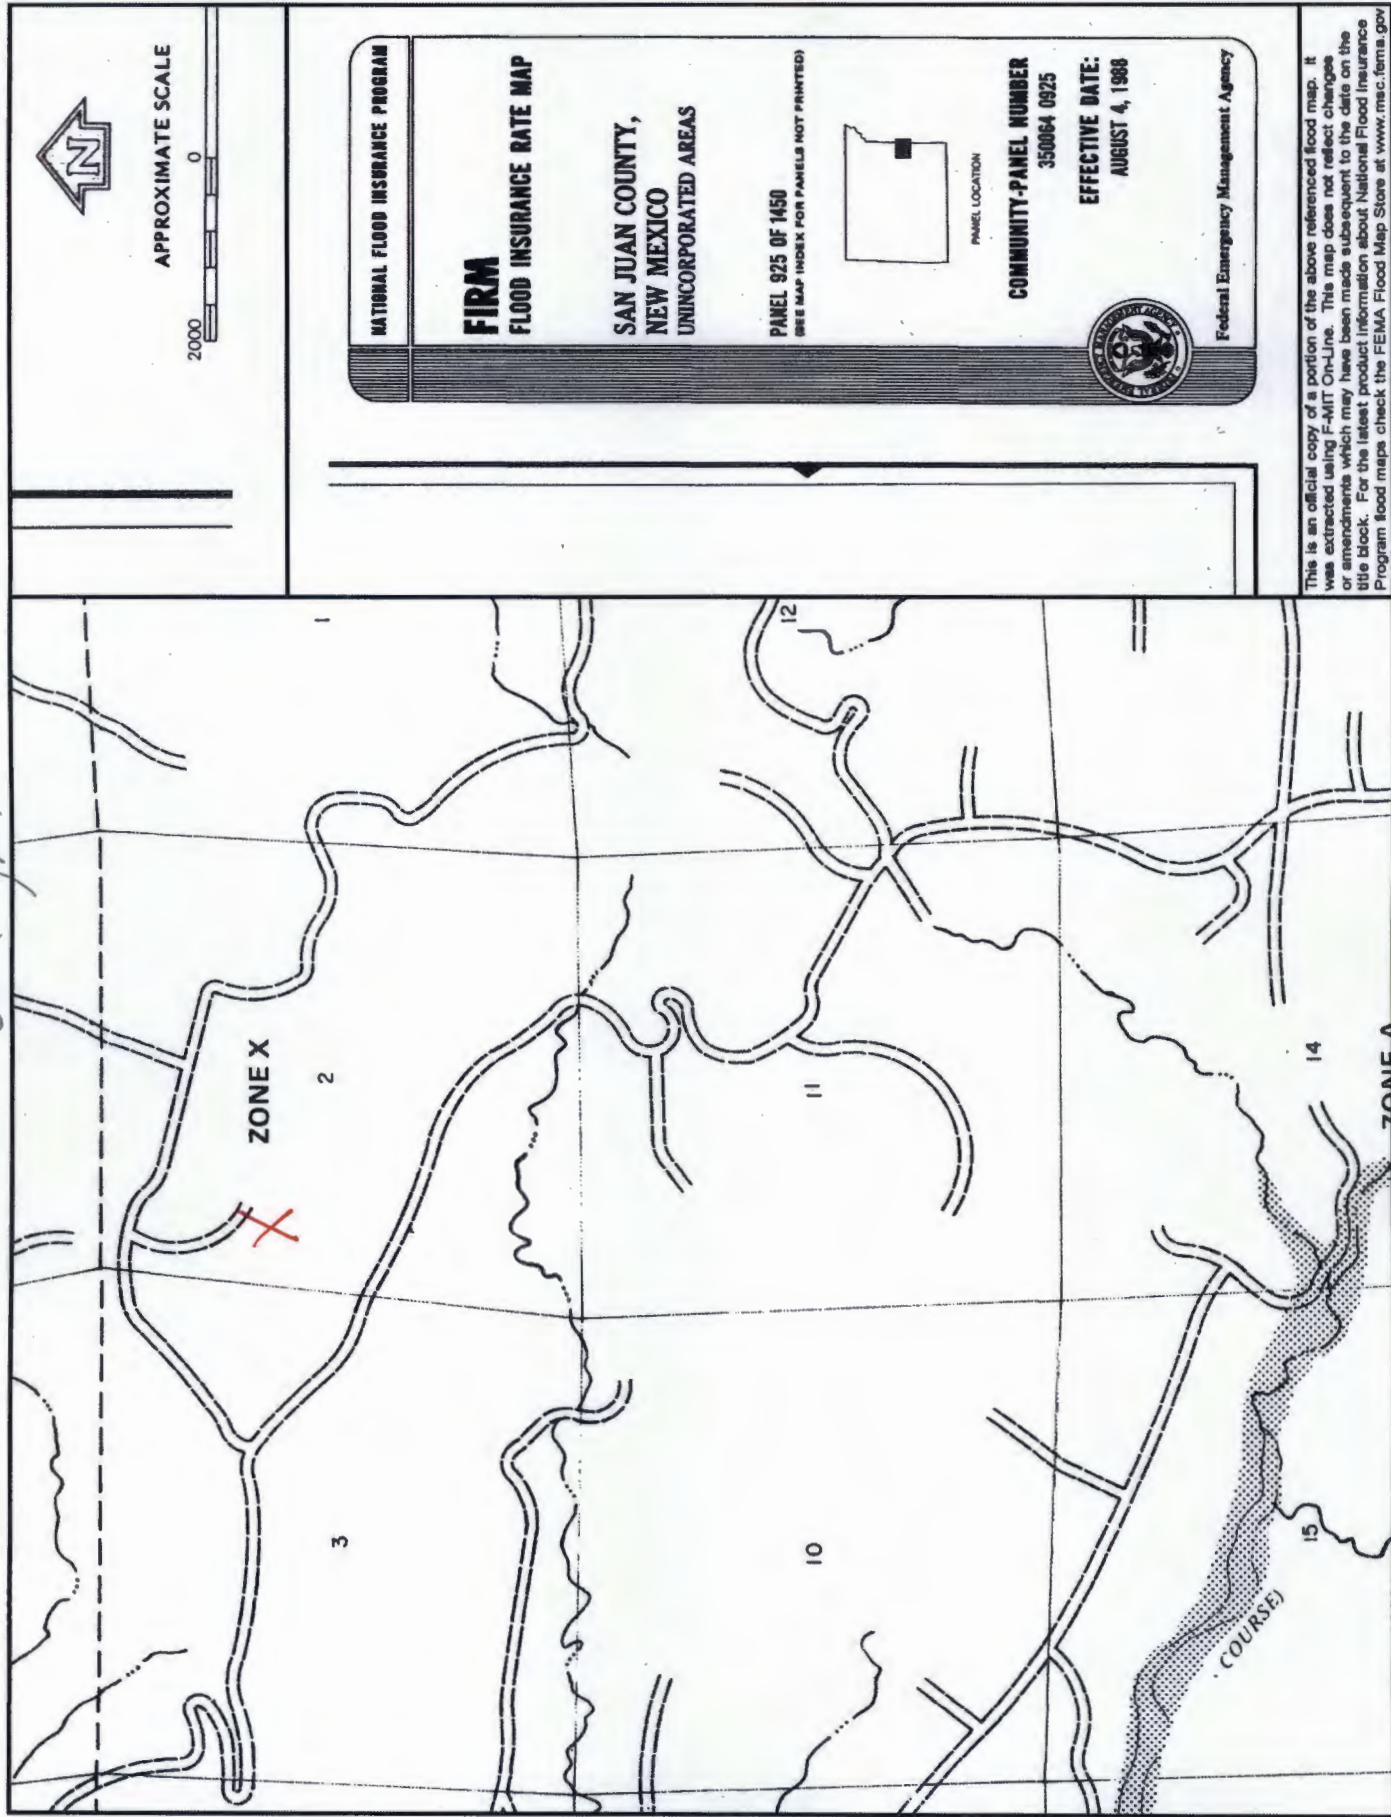 APPROXIMATE SCALE
2000 0
N
NATIONAL FLOOD INSURANCE PROGRAM
FIRM
FLOOD INSURANCE RATE MAP
SAN JUAN COUNTY,
NEW MEXICO
UNINCORPORATED AREAS
PANEL 925 OF 1450
(SEE MAP INDEX FOR PANELS NOT PRINTED)
PANEL LOCATION
COMMUNITY-PANEL NUMBER
350064 0925
EFFECTIVE DATE:
AUGUST 4, 1988
Federal Emergency Management Agency
This is an official copy of a portion of the above referenced flood map. It
was extracted using F-MIT On-Line. This map does not reflect changes
or amendments which may have been made subsequent to the date on the
title block. For the latest product information about National Flood Insurance
Program flood maps check the FEMA Flood Map Store at www.msc.fema.gov
1
ZONE X
2
3
12
11
10
14
ZONE A
15
COURSE)